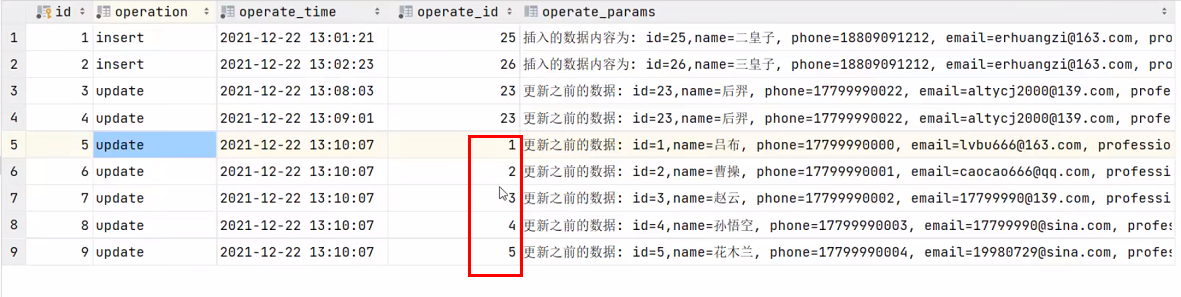 id operation operate_time operate_id operate_params
1 1 insert 2021-12-22 13:01:21 25 插入的数据内容为: id=25,name=二皇子, phone=18809091212, email=erhuangzi@163.com, pro
2 2 insert 2021-12-22 13:02:23 26 插入的数据内容为: id=26,name=三皇子, phone=18809091212, email=erhuangzi@163.com, pro
3 3 update 2021-12-22 13:08:03 23 更新之前的数据: id=23,name=后羿, phone=17799990022, email=altycj2000@139.com, profe
4 4 update 2021-12-22 13:09:01 23 更新之前的数据: id=23,name=后羿, phone=17799990022, email=altycj2000@139.com, profe
5 5 update 2021-12-22 13:10:07 1 更新之前的数据: id=1,name=吕布, phone=17799990000, email=lvbu666@163.com, professio
6 6 update 2021-12-22 13:10:07 2 更新之前的数据: id=2,name=曹操, phone=17799990001, email=caocao666@qq.com, professi
7 7 update 2021-12-22 13:10:07 3 更新之前的数据: id=3,name=赵云, phone=17799990002, email=17799990@139.com, professi
8 8 update 2021-12-22 13:10:07 4 更新之前的数据: id=4,name=孙悟空, phone=17799990003, email=17799990@sina.com, profes
9 9 update 2021-12-22 13:10:07 5 更新之前的数据: id=5,name=花木兰, phone=17799990004, email=19980729@sina.com, profes